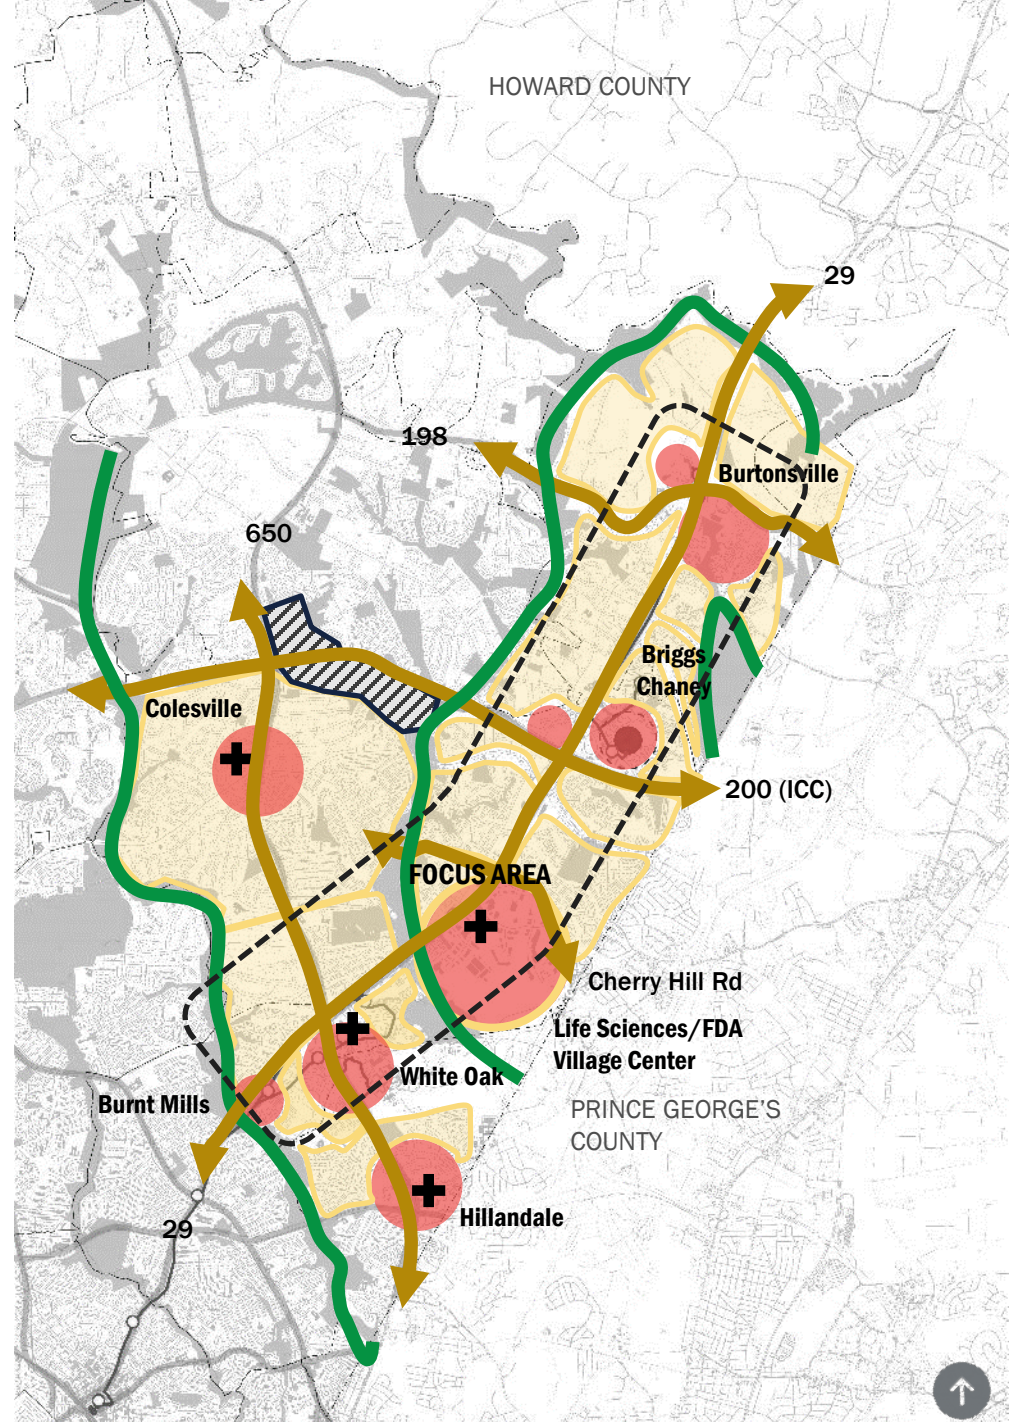 HOWARD COUNTY
29
198
Burtonsville
650
Briggs
Chaney
Colesville
200 (ICC)
FOCUS AREA
Cherry Hill Rd
Life Sciences/FDA
Village Center
White Oak
Burnt Mills
PRINCE GEORGE'S
COUNTY
Hillandale
29